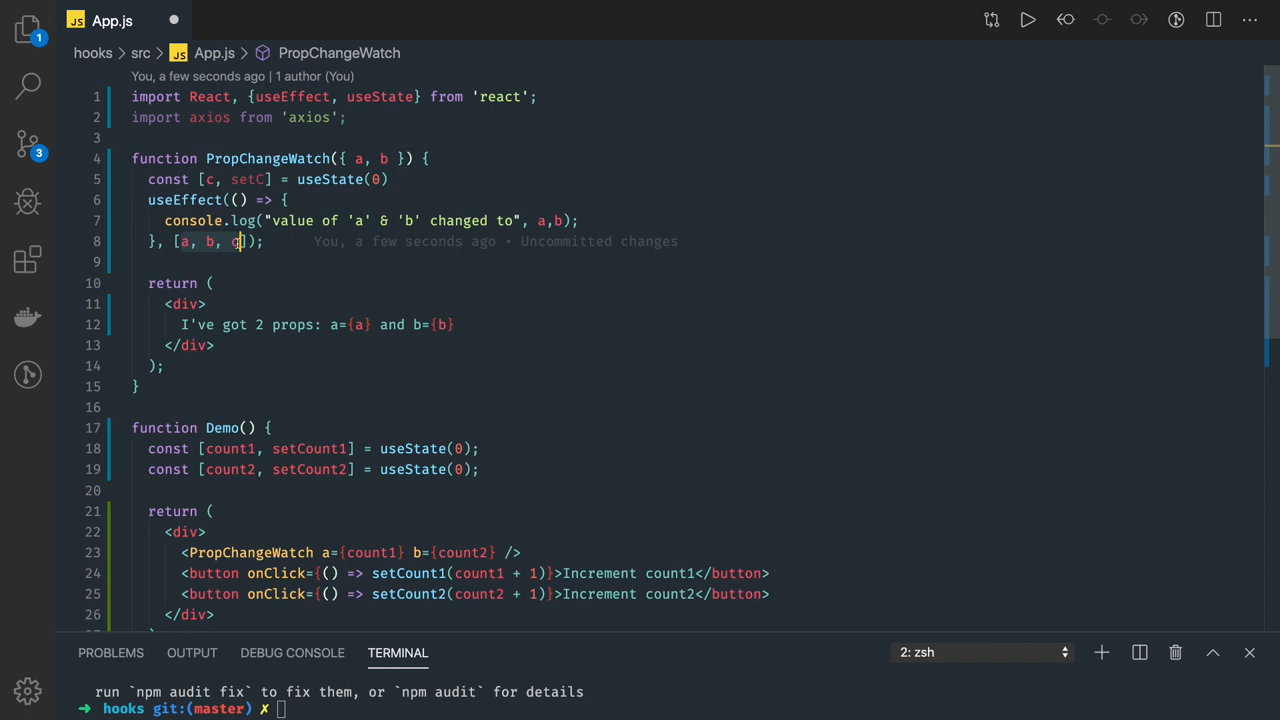 JS App.js
1
hooks > src > JS App.js > PropChangeWatch
You, a few seconds ago | 1 author (You)
1 import React, {useEffect, useState} from 'react';
2 import axios from 'axios';
3
4 function PropChangeWatch({ a, b }) {
5 const [c, setC] = useState(0)
6 useEffect(() => {
7 console.log("value of 'a' & 'b' changed to", a,b);
8 }, [a, b, c]); You, a few seconds ago • Uncommitted changes
9
10 return (
11 <div>
12 I've got 2 props: a={a} and b={b}
13 </div>
14 );
15 }
16
17 function Demo() {
18 const [count1, setCount1] = useState(0);
19 const [count2, setCount2] = useState(0);
20
21 return (
22 <div>
23 <PropChangeWatch a={count1} b={count2} />
24 <button onClick={() => setCount1(count1 + 1)}>Increment count1</button>
25 <button onClick={() => setCount2(count2 + 1)}>Increment count2</button>
26 </div>
3
PROBLEMS OUTPUT DEBUG CONSOLE TERMINAL 2: zsh
run `npm audit fix` to fix them, or `npm audit` for details
➜ hooks git:(master) ✗